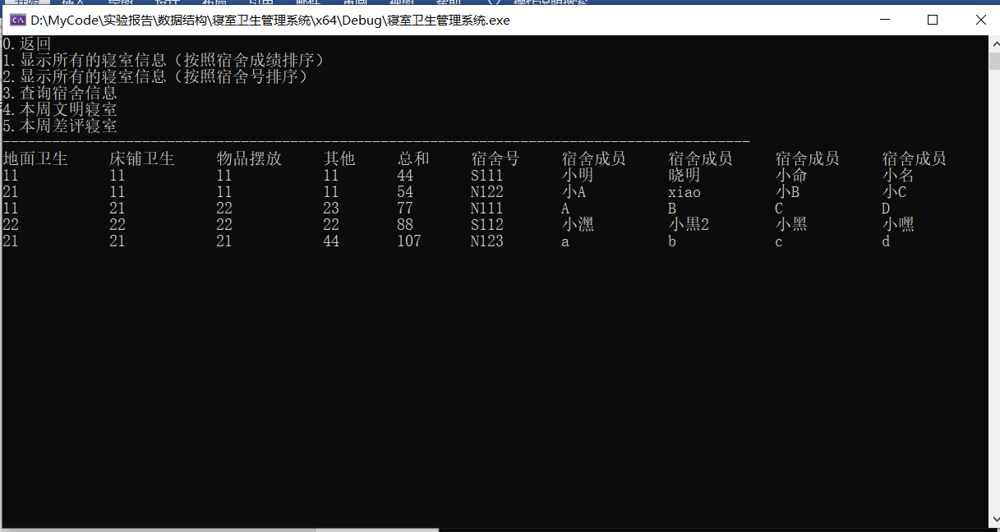 D:\MyCode\实验报告\数据结构\寝室卫生管理系统\x64\Debug\寝室卫生管理系统.exe
0.返回
1.显示所有的寝室信息（按照宿舍成绩排序）
2.显示所有的寝室信息（按照宿舍号排序）
3.查询宿舍信息
4.本周文明寝室
5.本周差评寝室
-------------------------------------------------------------------------------------------
地面卫生 床铺卫生 物品摆放 其他 总和 宿舍号 宿舍成员 宿舍成员 宿舍成员 宿舍成员
11 11 11 11 44 S111 小明 晓明 小命 小名
21 11 11 11 54 N122 小A xiao 小B 小C
11 21 22 23 77 N111 A B C D
22 22 22 22 88 S112 小潶 小黒2 小黑 小嘿
21 21 21 44 107 N123 a b c d